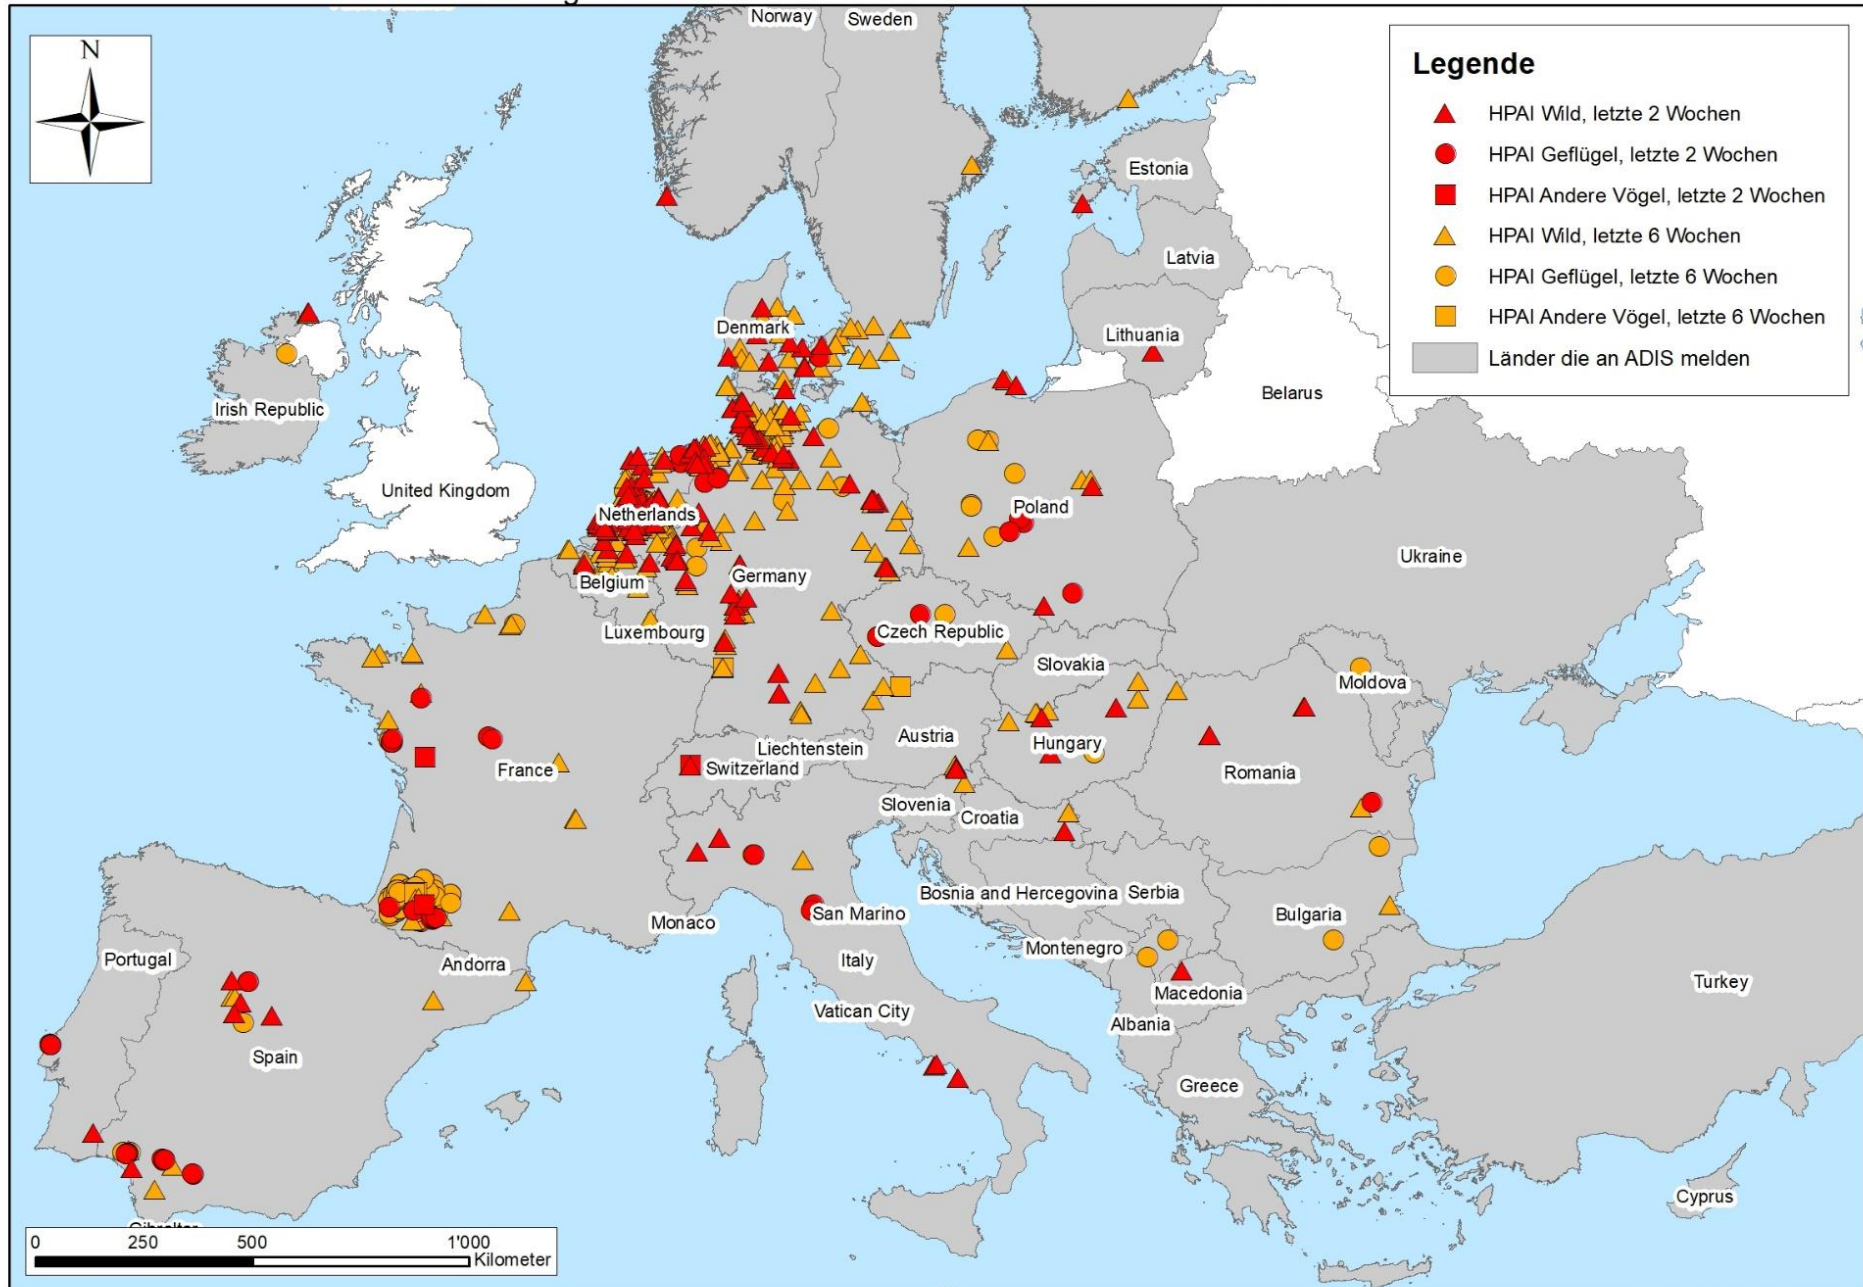 Norway
Sweden
N
Legende
HPAI Wild, letzte 2 Wochen
HPAI Geflügel, letzte 2 Wochen
HPAI Andere Vögel, letzte 2 Wochen
HPAI Wild, letzte 6 Wochen
HPAI Geflügel, letzte 6 Wochen
HPAI Andere Vögel, letzte 6 Wochen
Länder die an ADIS melden
Estonia
Latvia
Denmark
Lithuania
Belarus
Irish Republic
United Kingdom
Netherlands
Poland
Ukraine
Belgium
Germany
Luxembourg
Czech Republic
Slovakia
Moldova
Austria
Hungary
Liechtenstein
France
Switzerland
Romania
Slovenia
Croatia
Bosnia and Hercegovina
Serbia
San Marino
Bulgaria
Monaco
Montenegro
Portugal
Andorra
Italy
Turkey
Macedonia
Vatican City
Albania
Spain
Greece
Cyprus
Gibraltar
0 250 500 1'000
Kilometer